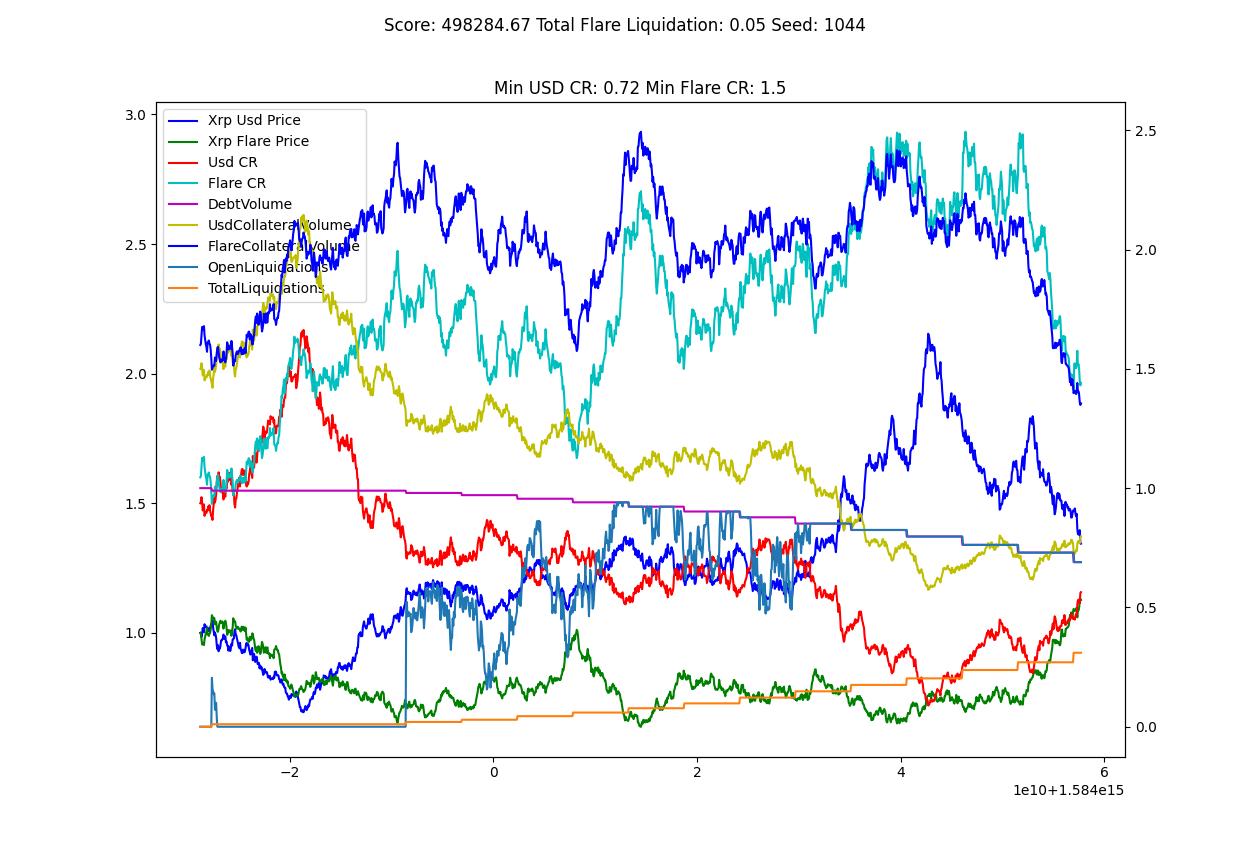 Score: 498284.67 Total Flare Liquidation: 0.05 Seed: 1044
Min USD CR: 0.72 Min Flare CR: 1.5
3.0
2.5
2.0
1.5
1.0
Xrp Usd Price
Xrp Flare Price
Usd CR
Flare CR
DebtVolume
UsdCollateralVolume
FlareCollateralVolume
OpenLiquidations
TotalLiquidations
2.5
2.0
1.5
1.0
0.5
0.0
−2 0 2 4 6
1e10+1.584e15